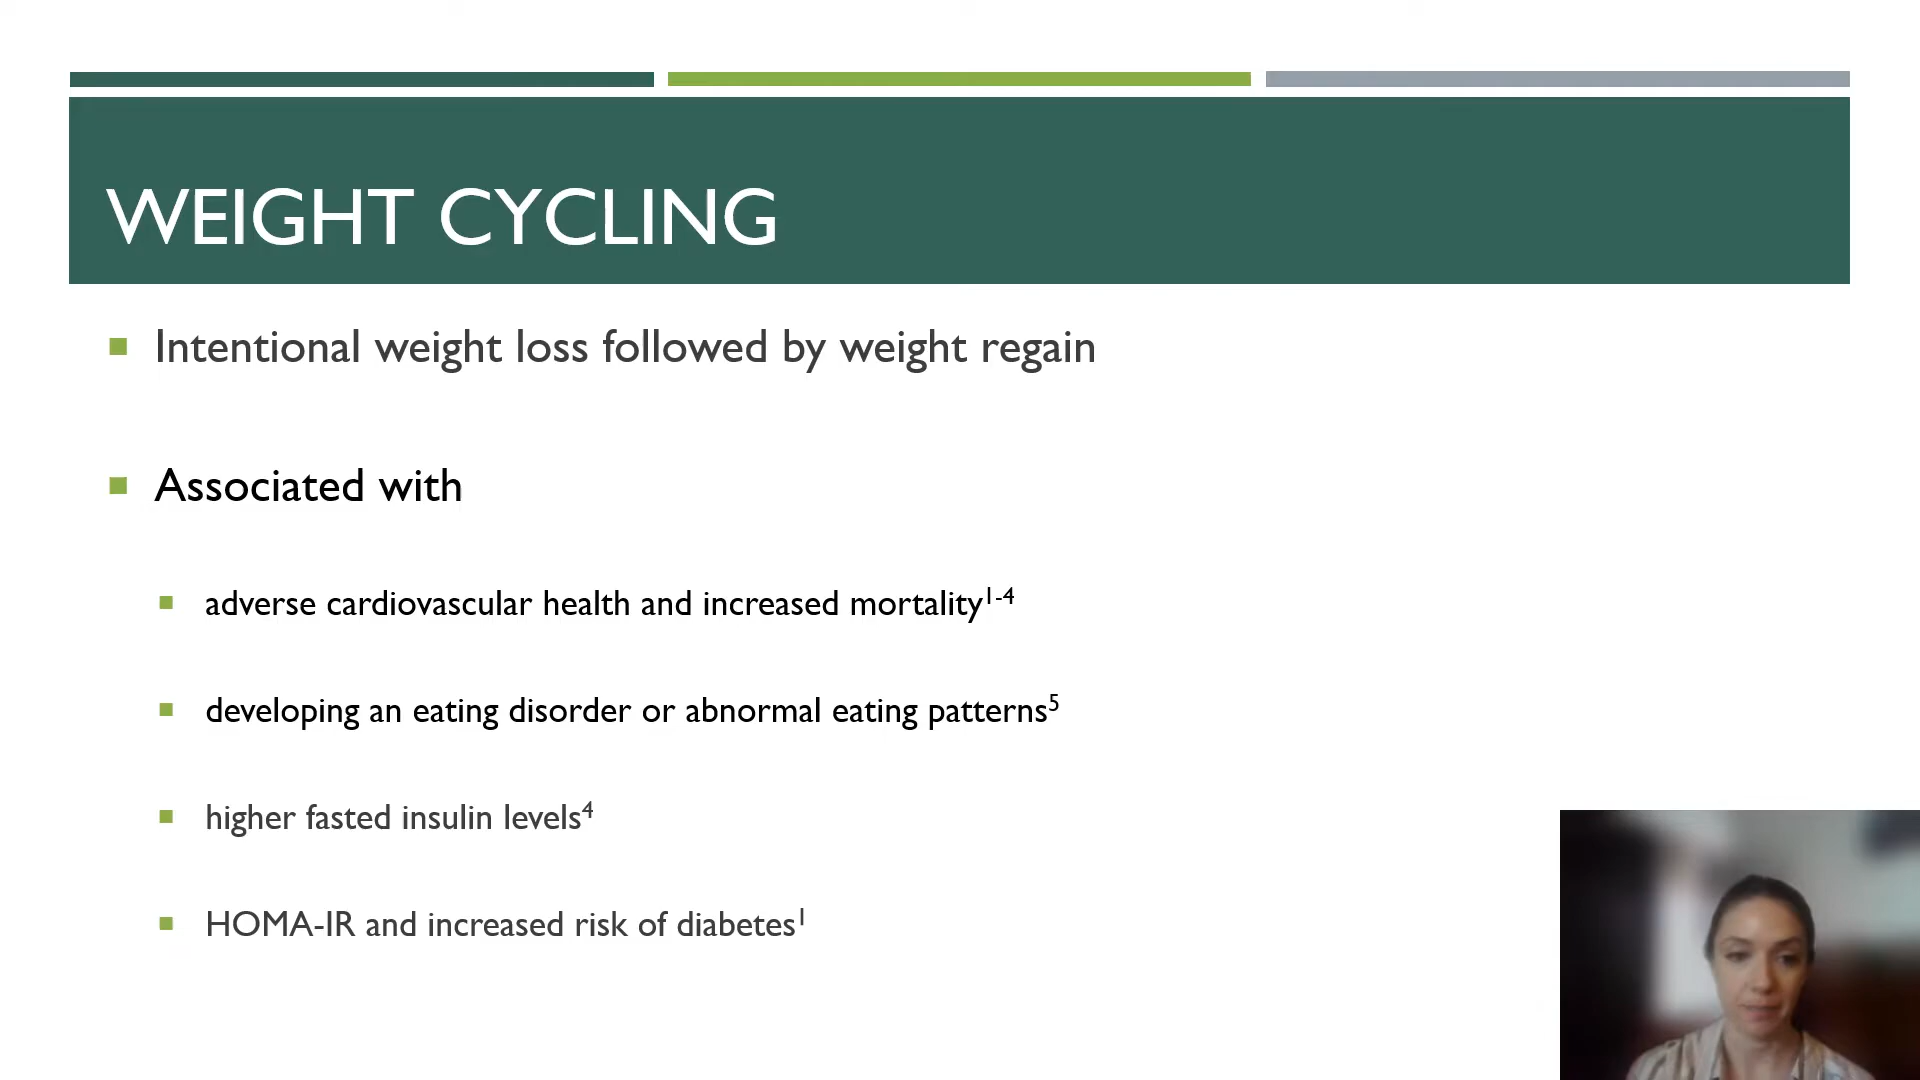 WEIGHT CYCLING
Intentional weight loss followed by weight regain
Associated with
adverse cardiovascular health and increased mortality¹⁻⁴
developing an eating disorder or abnormal eating patterns⁵
higher fasted insulin levels⁴
HOMA-IR and increased risk of diabetes¹